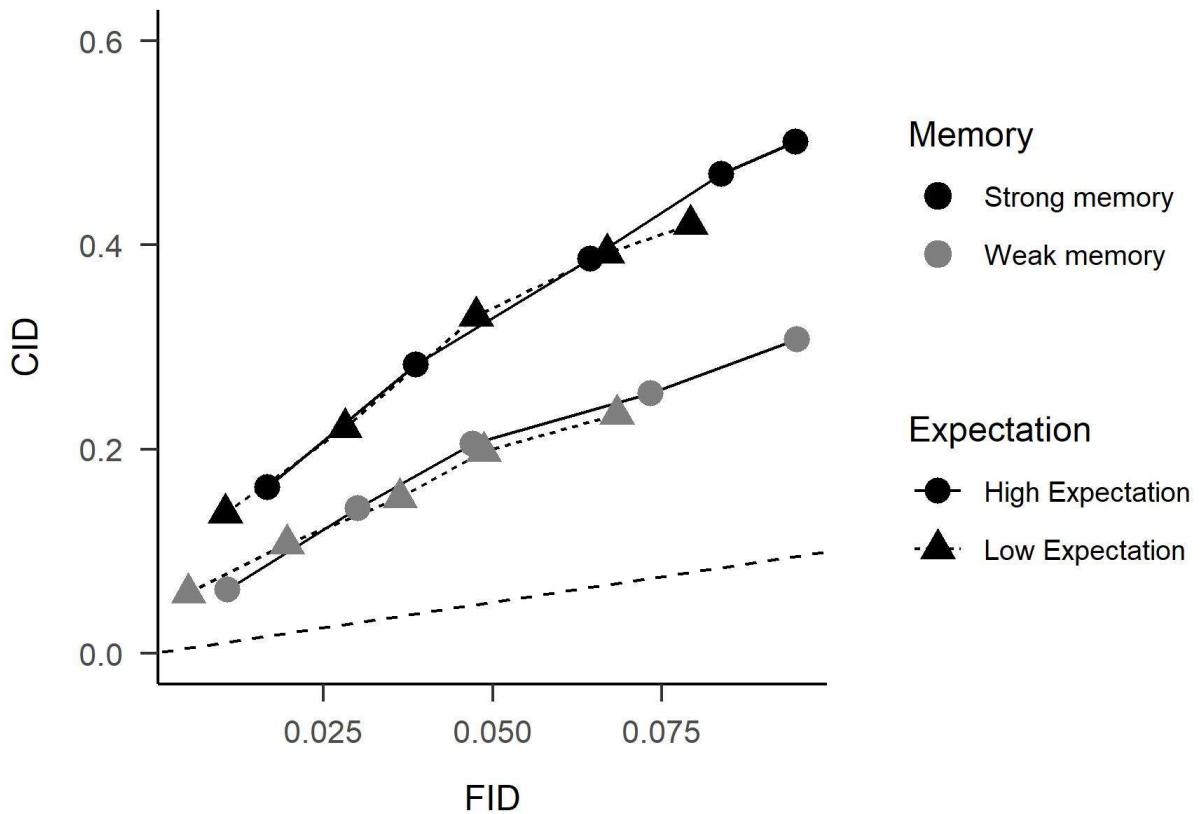 0.6
0.4
0.2
0.0
CID
0.025 0.050 0.075
FID
Memory
Strong memory
Weak memory
Expectation
High Expectation
Low Expectation